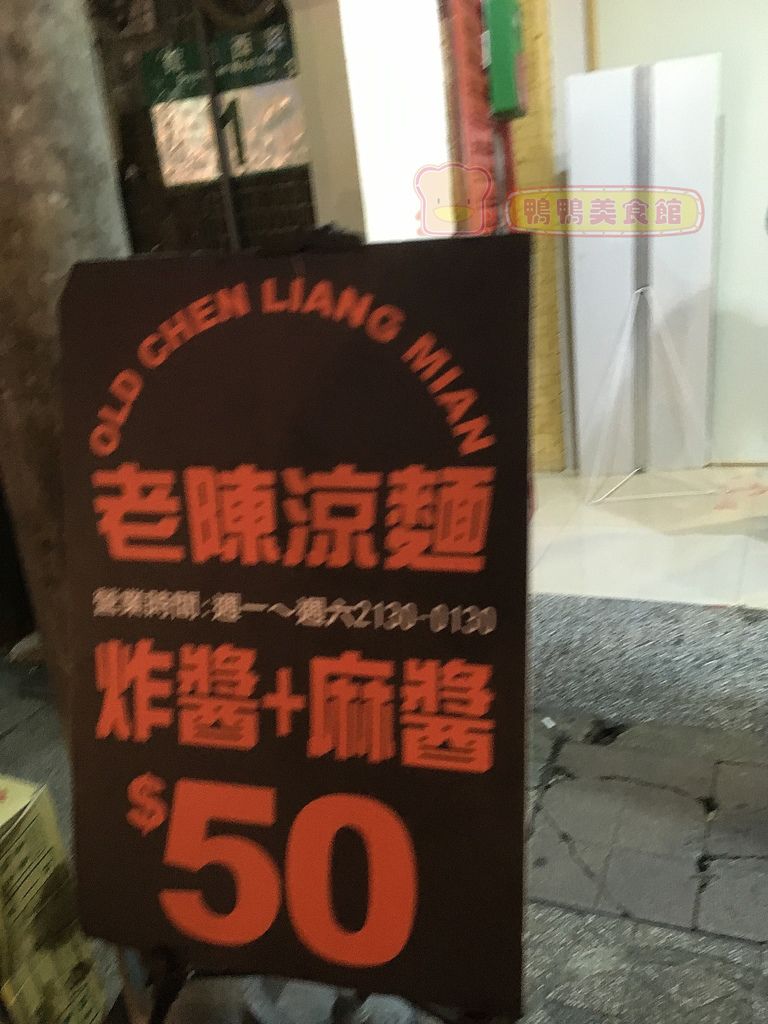 1
鴨鴨美食館
OLD CHEN LIANG MIAN
老陳涼麵
營業時間:週一~週六2130-0130
炸醬+麻醬
$50